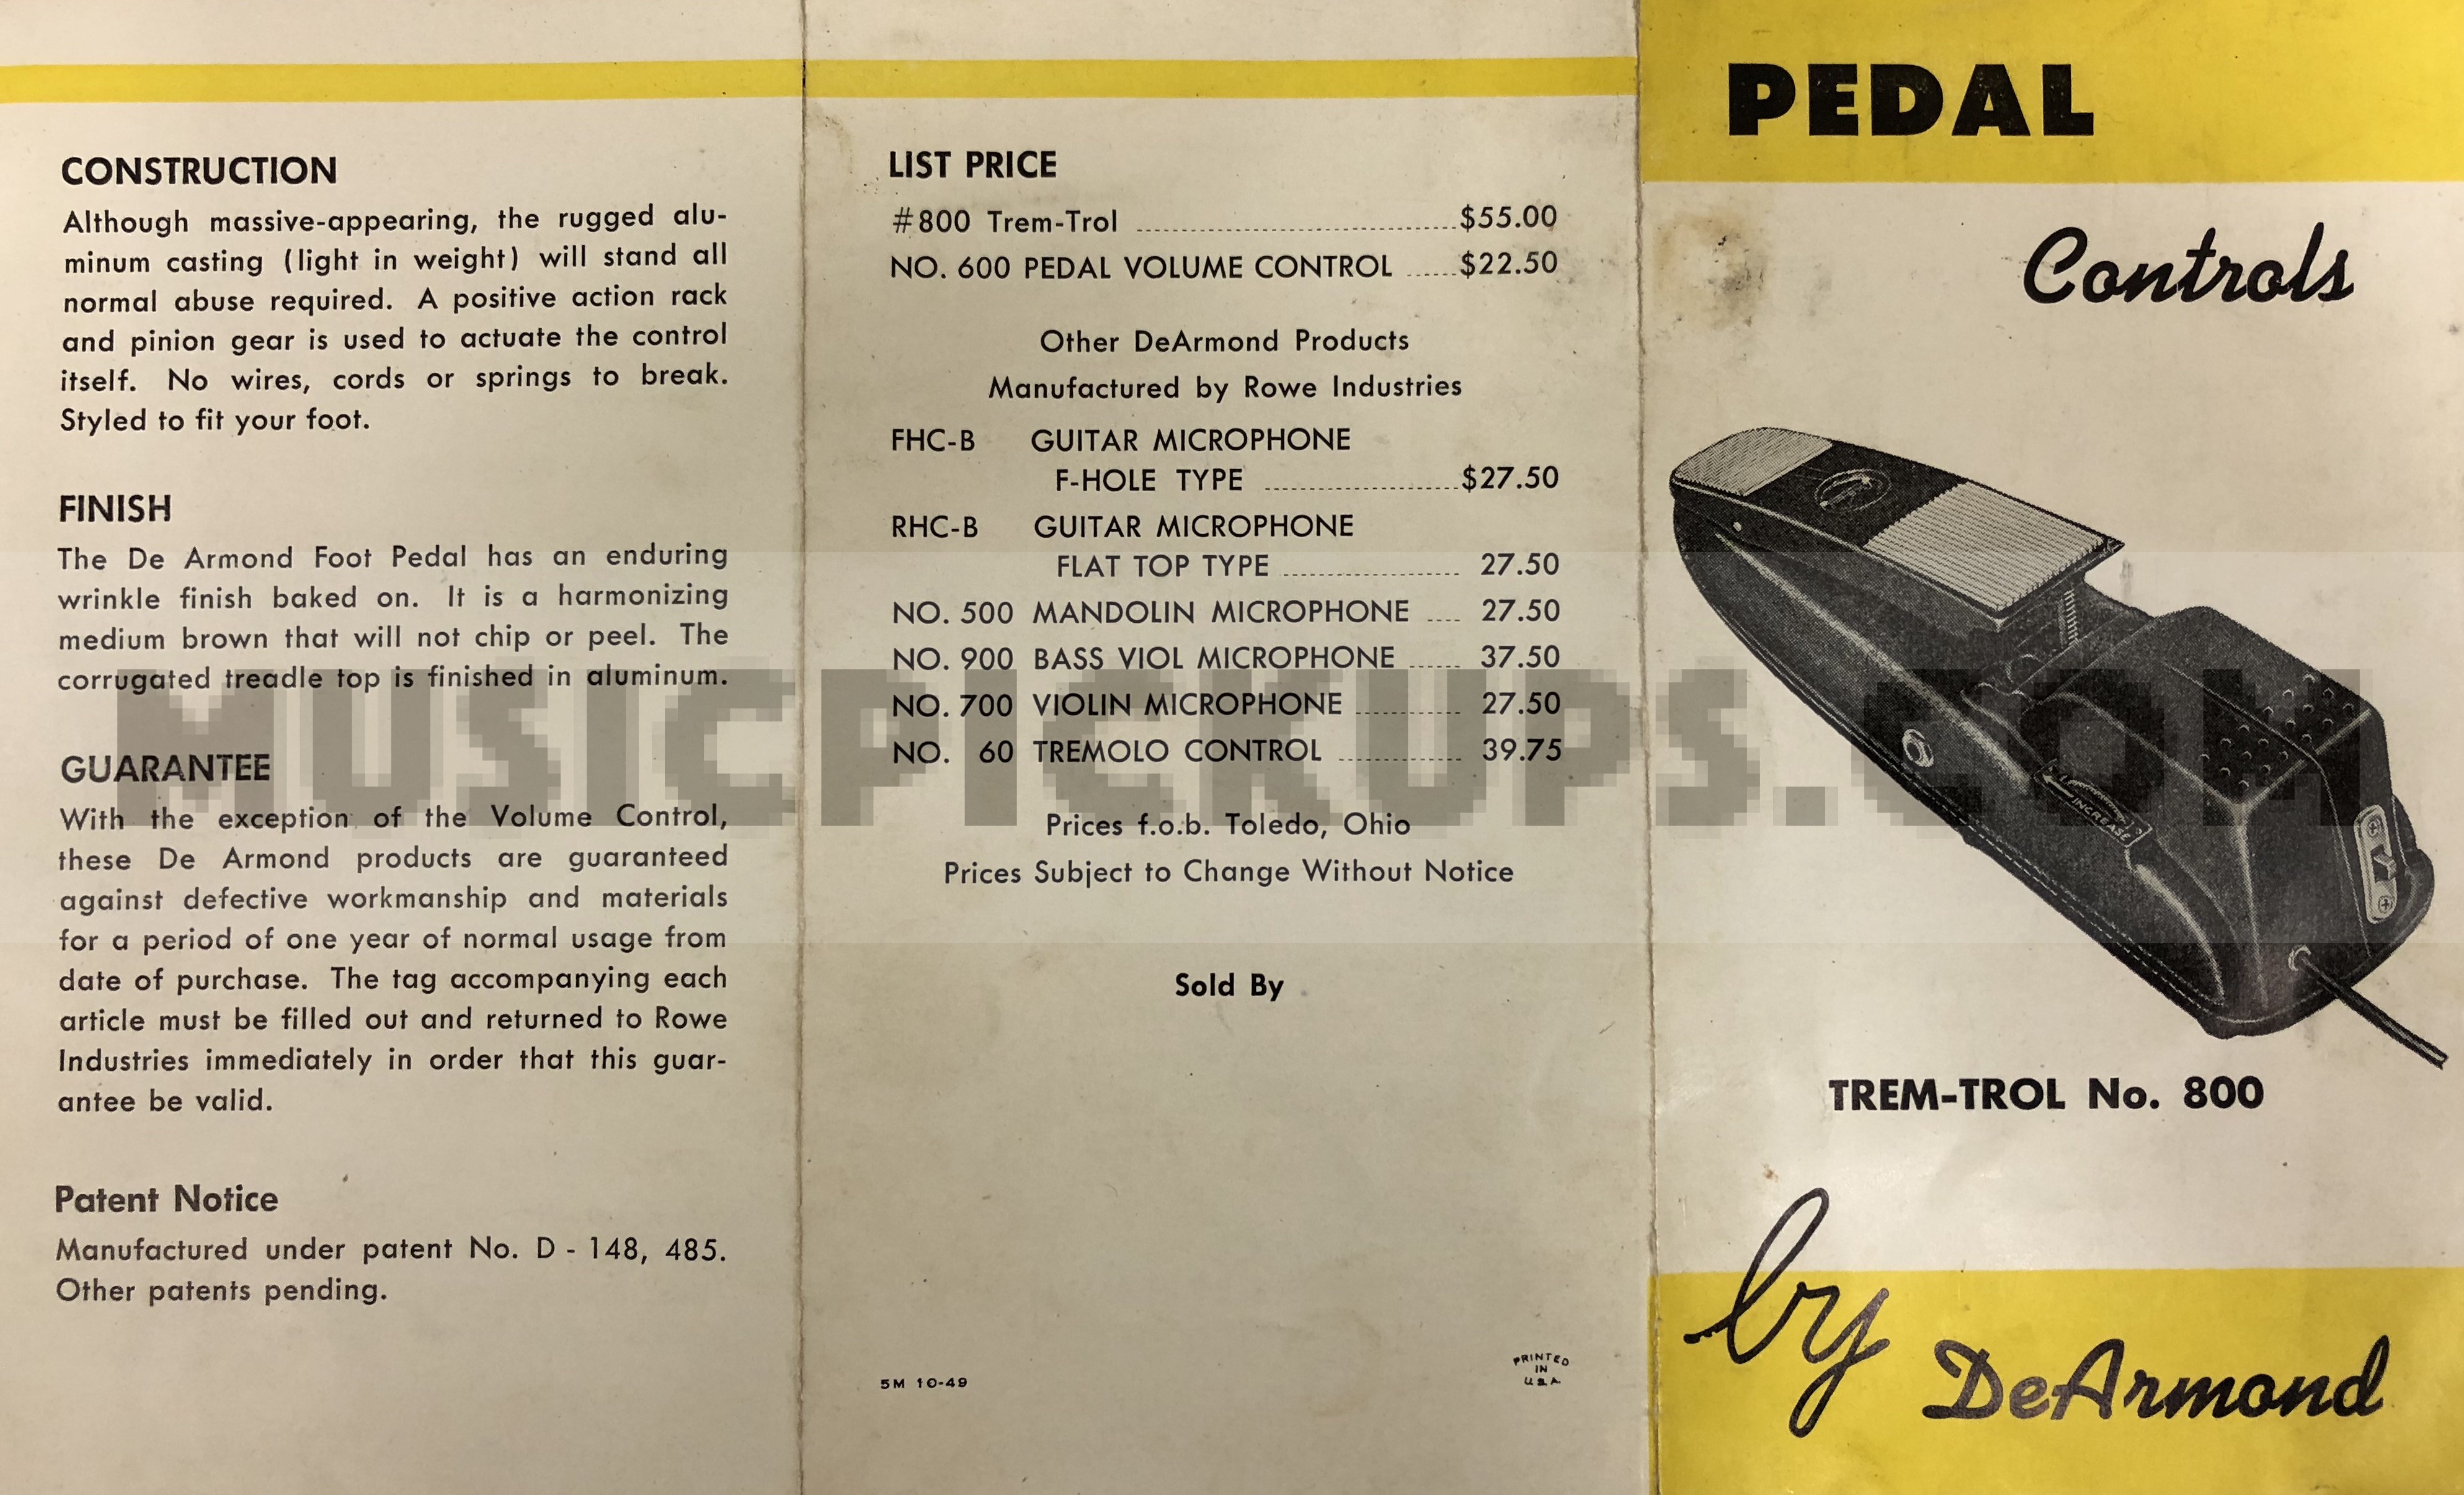 CONSTRUCTION
Although massive-appearing, the rugged alu-
minum casting (light in weight) will stand all
normal abuse required. A positive action rack
and pinion gear is used to actuate the control
itself. No wires, cords or springs to break.
Styled to fit your foot.
FINISH
The De Armond Foot Pedal has an enduring
wrinkle finish baked on. It is a harmonizing
medium brown that will not chip or peel. The
corrugated treadle top is finished in aluminum.
GUARANTEE
With the exception of the Volume Control,
these De Armond products are guaranteed
against defective workmanship and materials
for a period of one year of normal usage from
date of purchase. The tag accompanying each
article must be filled out and returned to Rowe
Industries immediately in order that this guar-
antee be valid.
Patent Notice
Manufactured under patent No. D - 148, 485.
Other patents pending.
LIST PRICE
#800 Trem-Trol $55.00
NO. 600 PEDAL VOLUME CONTROL $22.50
Other DeArmond Products
Manufactured by Rowe Industries
FHC-B GUITAR MICROPHONE
F-HOLE TYPE $27.50
RHC-B GUITAR MICROPHONE
FLAT TOP TYPE 27.50
NO. 500 MANDOLIN MICROPHONE 27.50
NO. 900 BASS VIOL MICROPHONE 37.50
NO. 700 VIOLIN MICROPHONE 27.50
NO. 60 TREMOLO CONTROL 39.75
Prices f.o.b. Toledo, Ohio
Prices Subject to Change Without Notice
Sold By
5M 10-49
PRINTED
IN
U.S.A.
PEDAL
Controls
INCREASE
TREM-TROL No. 800
by
DeArmond
MUSICPICKUPS.COM